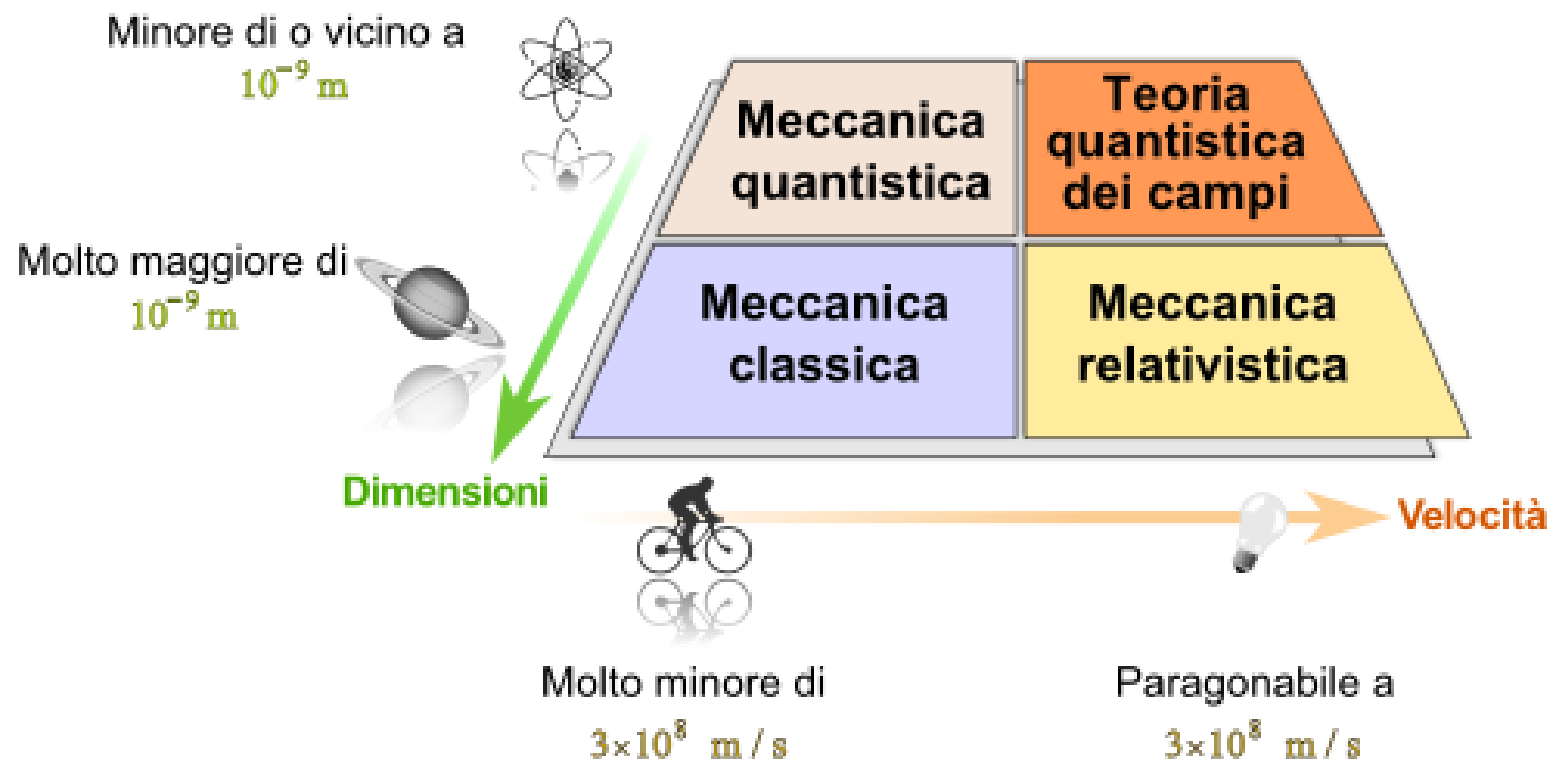 Minore di o vicino a
10⁻⁹ m
Meccanica
quantistica
Teoria
quantistica
dei campi
Molto maggiore di
10⁻⁹ m
Meccanica
classica
Meccanica
relativistica
Dimensioni
Velocità
Molto minore di
3×10⁸ m/s
Paragonabile a
3×10⁸ m/s